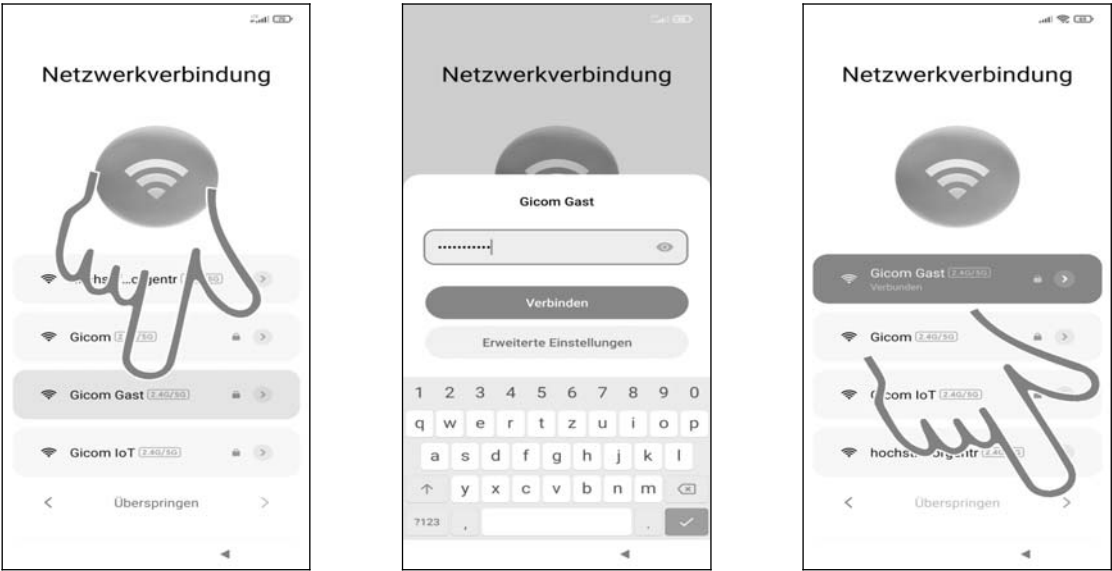 Netzwerkverbindung
Gicom
Gicom Gast 2.4G/5G
Gicom IoT 2.4G/5G
Überspringen
Netzwerkverbindung
Gicom Gast
Verbinden
Erweiterte Einstellungen
1 2 3 4 5 6 7 8 9 0
q w e r t z u i o p
a s d f g h j k l
y x c v b n m
?123 , .
Netzwerkverbindung
Gicom Gast 2.4G/5G
Verbunden
Gicom 2.4G/5G
IoT 2.4G/5G
Überspringen